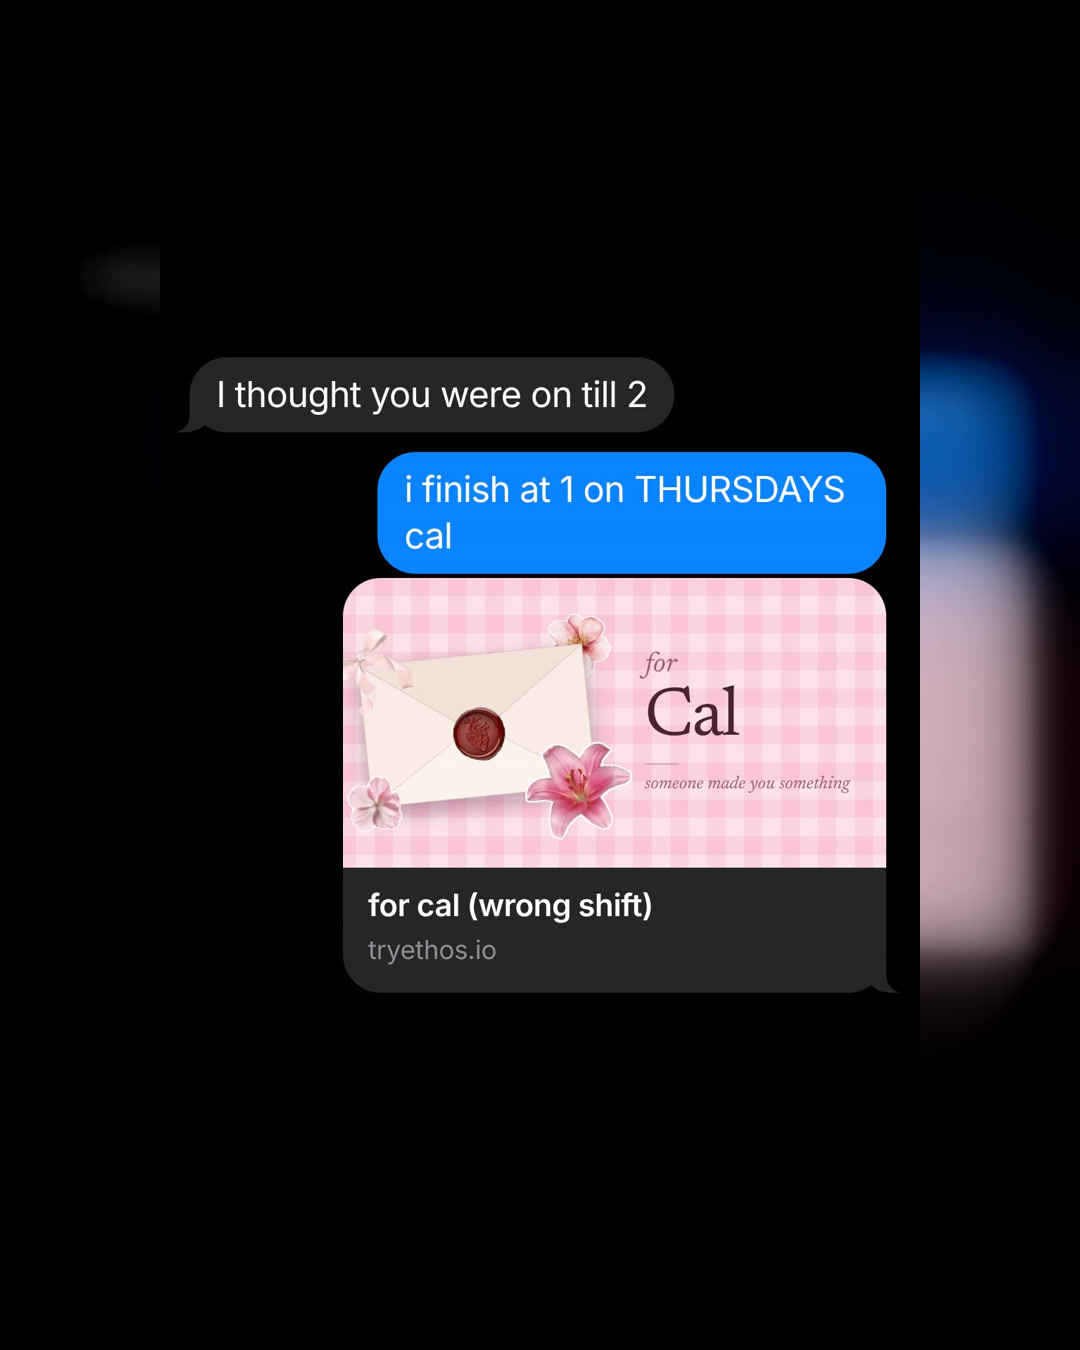 I thought you were on till 2
i finish at 1 on THURSDAYS
cal
for
Cal
someone made you something
for cal (wrong shift)
tryethos.io